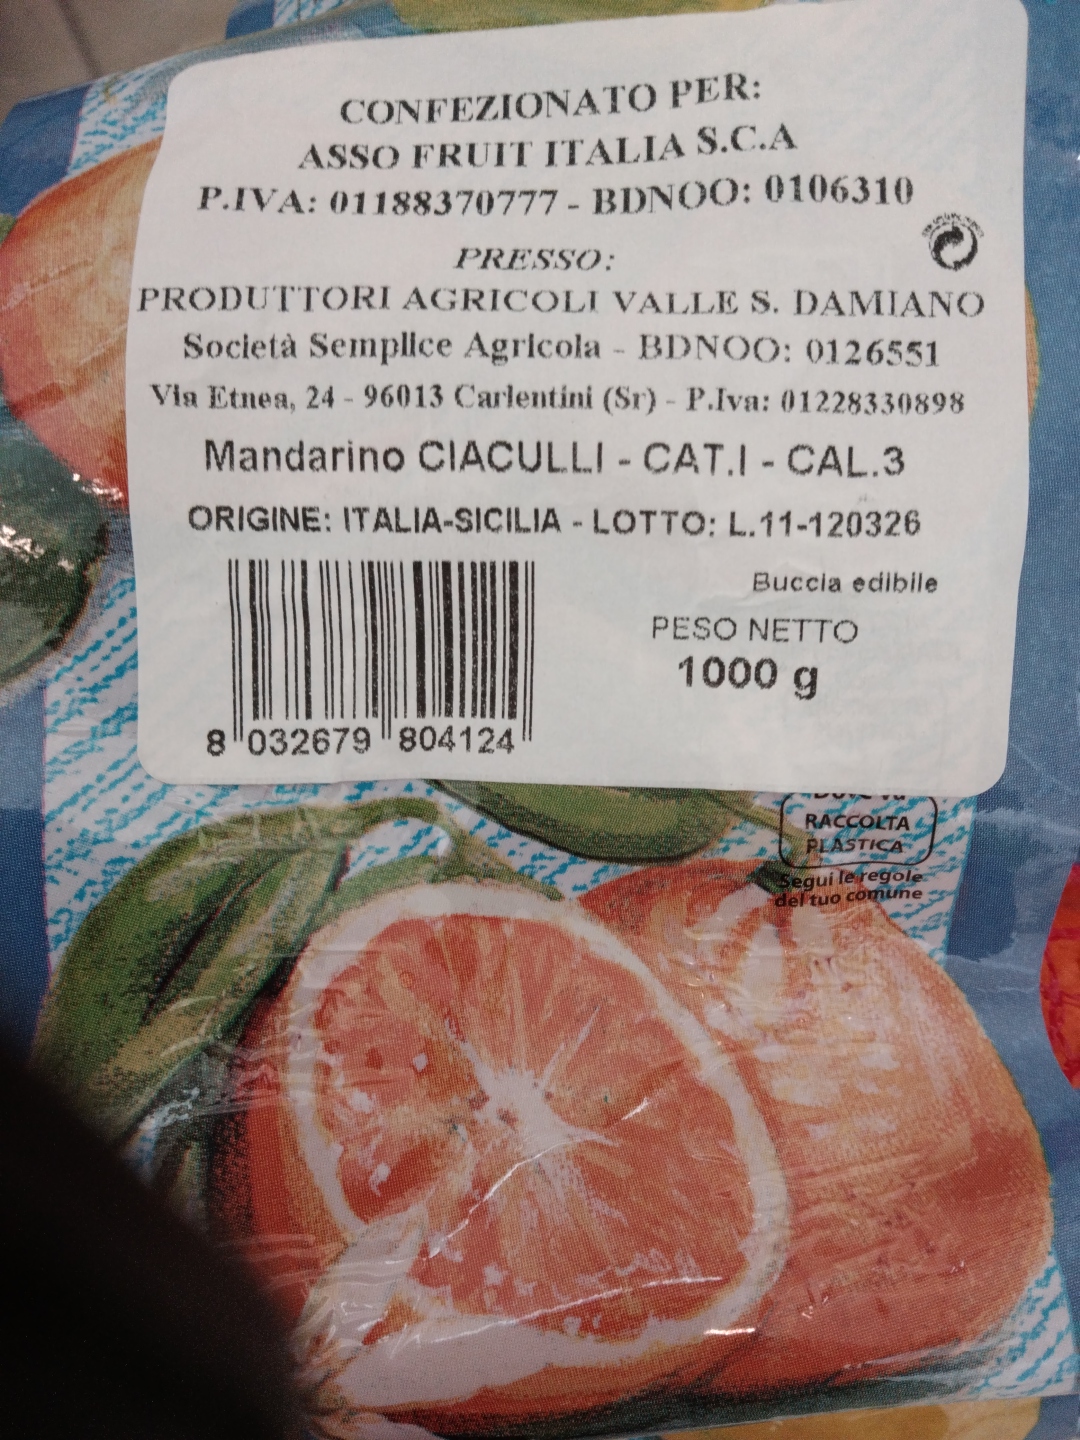 CONFEZIONATO PER:
ASSO FRUIT ITALIA S.C.A
P.IVA: 01188370777 - BDNOO: 0106310
PRESSO:
PRODUTTORI AGRICOLI VALLE S. DAMIANO
Società Semplice Agricola - BDNOO: 0126551
Via Etnea, 24 - 96013 Carlentini (Sr) - P.Iva: 01228330898
Mandarino CIACULLI - CAT.I - CAL.3
ORIGINE: ITALIA-SICILIA - LOTTO: L.11-120326
Buccia edibile
PESO NETTO
1000 g
8 032679 804124
RACCOLTA
PLASTICA
Segui le regole
del tuo comune